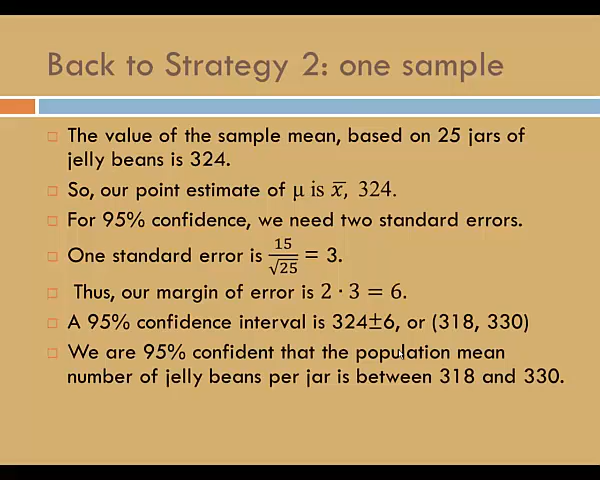 Back to Strategy 2: one sample
The value of the sample mean, based on 25 jars of
jelly beans is 324.
So, our point estimate of μ is x̅, 324.
For 95% confidence, we need two standard errors.
One standard error is 15/√25 = 3.
Thus, our margin of error is 2 · 3 = 6.
A 95% confidence interval is 324±6, or (318, 330)
We are 95% confident that the population mean
number of jelly beans per jar is between 318 and 330.